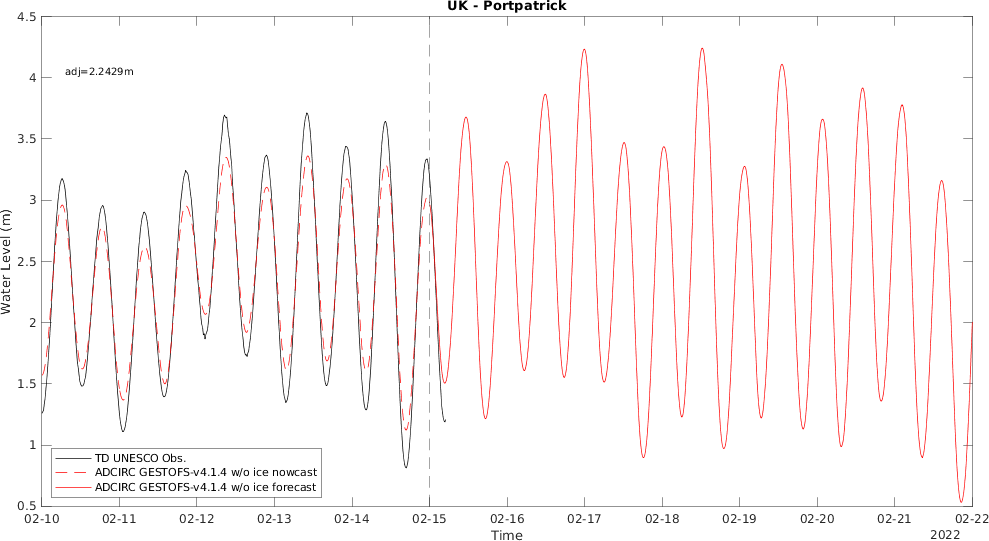 UK - Portpatrick
adj=2.2429m
Water Level (m)
4.5
4
3.5
3
2.5
2
1.5
1
0.5
TD UNESCO Obs.
ADCIRC GESTOFS-v4.1.4 w/o ice nowcast
ADCIRC GESTOFS-v4.1.4 w/o ice forecast
02-10 02-11 02-12 02-13 02-14 02-15 02-16 02-17 02-18 02-19 02-20 02-21 02-22
Time
2022